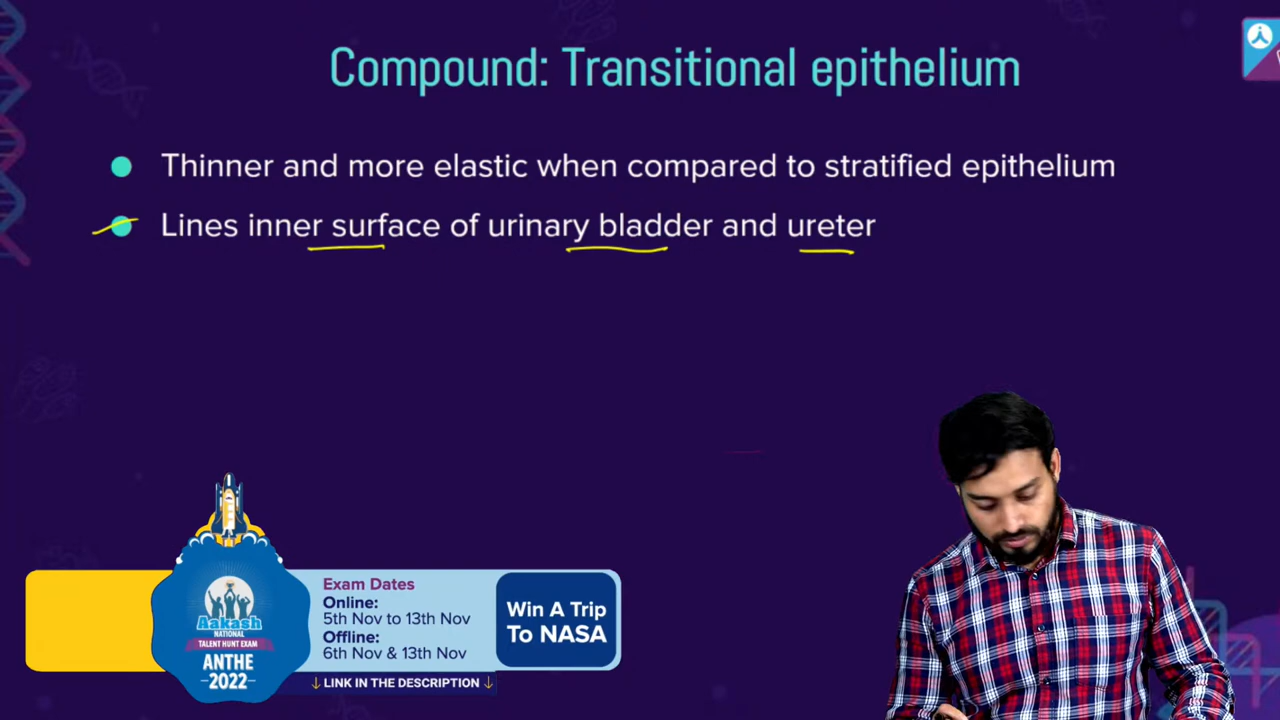 Compound: Transitional epithelium
Thinner and more elastic when compared to stratified epithelium
Lines inner surface of urinary bladder and ureter
Exam Dates
Online:
5th Nov to 13th Nov
Offline:
6th Nov & 13th Nov
Win A Trip
To NASA
Aakash
NATIONAL
TALENT HUNT EXAM
ANTHE
-2022-
↓ LINK IN THE DESCRIPTION ↓